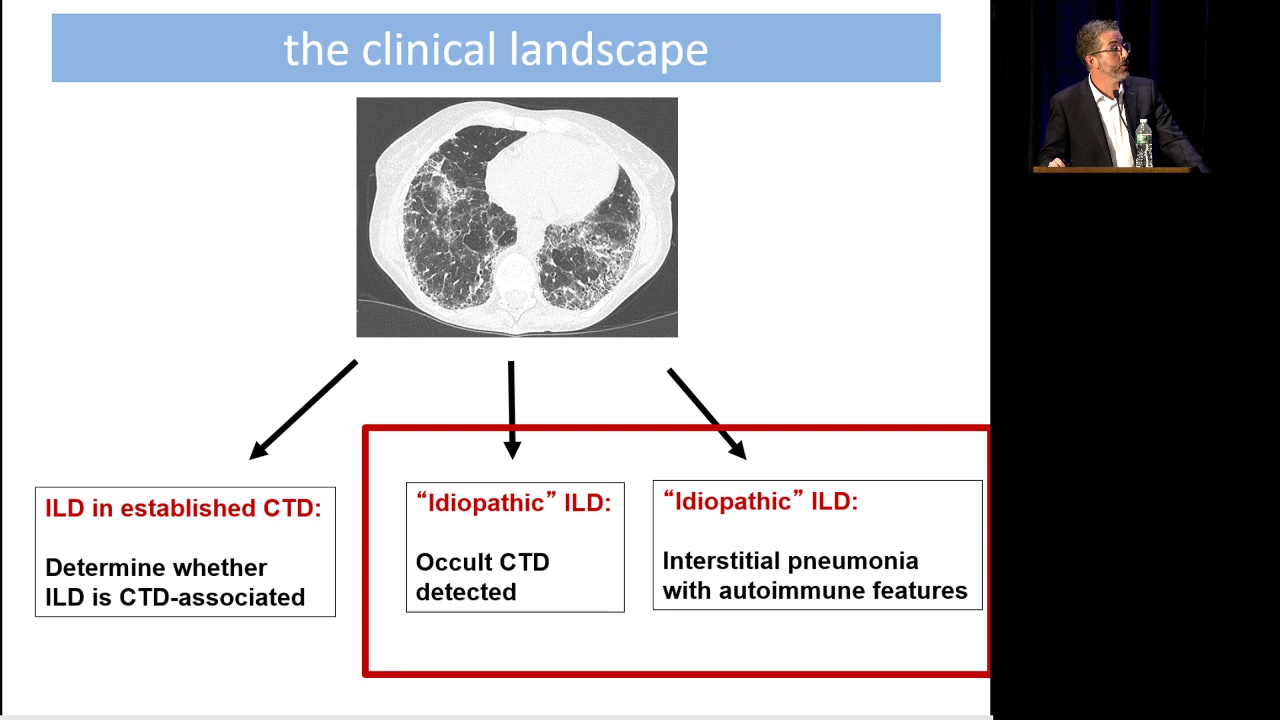 the clinical landscape
ILD in established CTD:
Determine whether
ILD is CTD-associated
“Idiopathic” ILD:
Occult CTD
detected
“Idiopathic” ILD:
Interstitial pneumonia
with autoimmune features